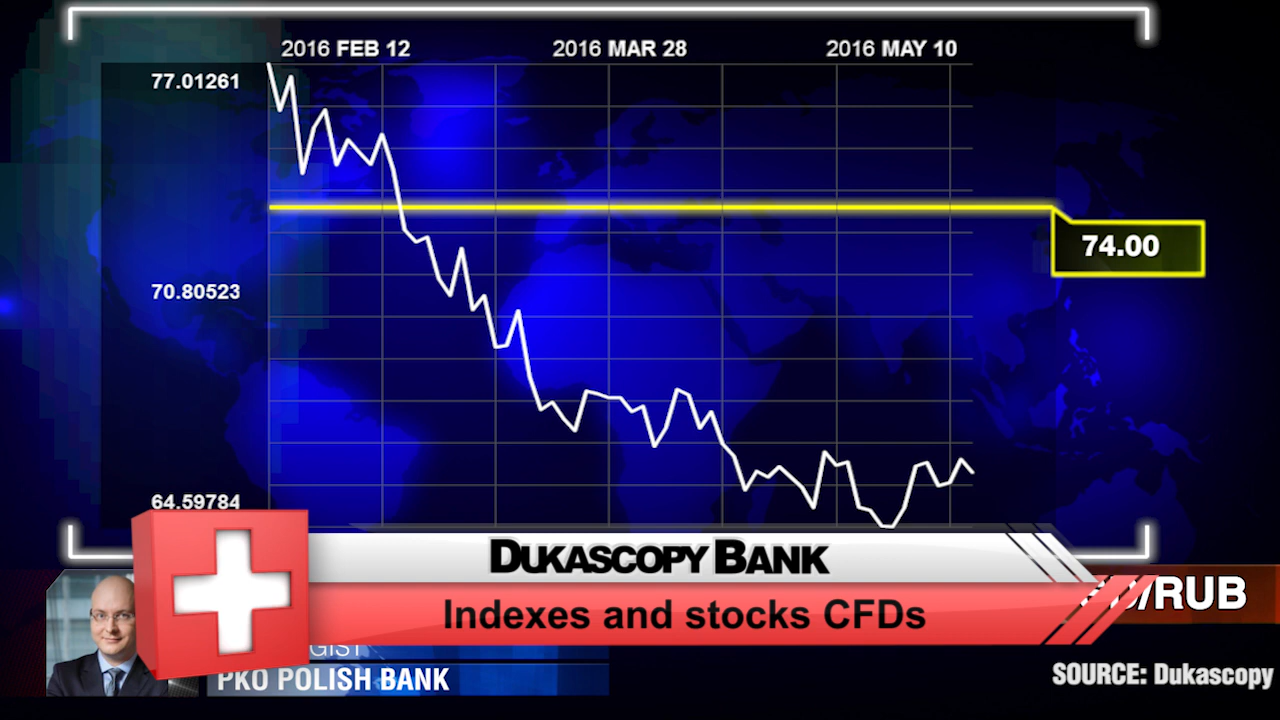 2016 FEB 12 2016 MAR 28 2016 MAY 10
77.01261
74.00
70.80523
64.59784
DUKASCOPY BANK
Indexes and stocks CFDs
/RUB
PKO POLISH BANK
SOURCE: Dukascopy